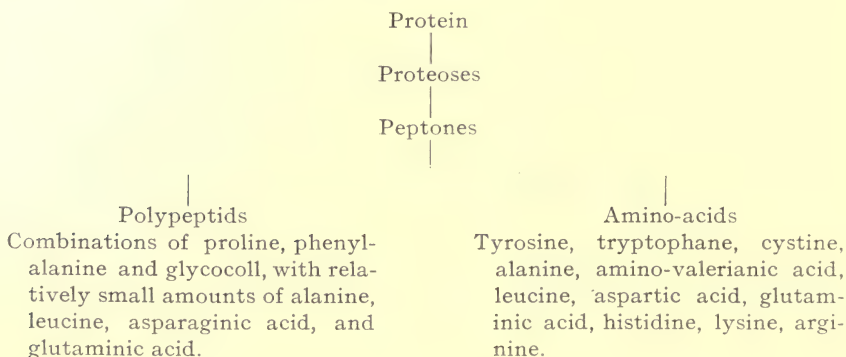 Protein
Proteoses
Peptones
Polypeptids
Combinations of proline, phenyl-
alanine and glycocoll, with rela-
tively small amounts of alanine,
leucine, asparaginic acid, and
glutaminic acid.
Amino-acids
Tyrosine, tryptophane, cystine,
alanine, amino-valerianic acid,
leucine, aspartic acid, glutam-
inic acid, histidine, lysine, argi-
nine.